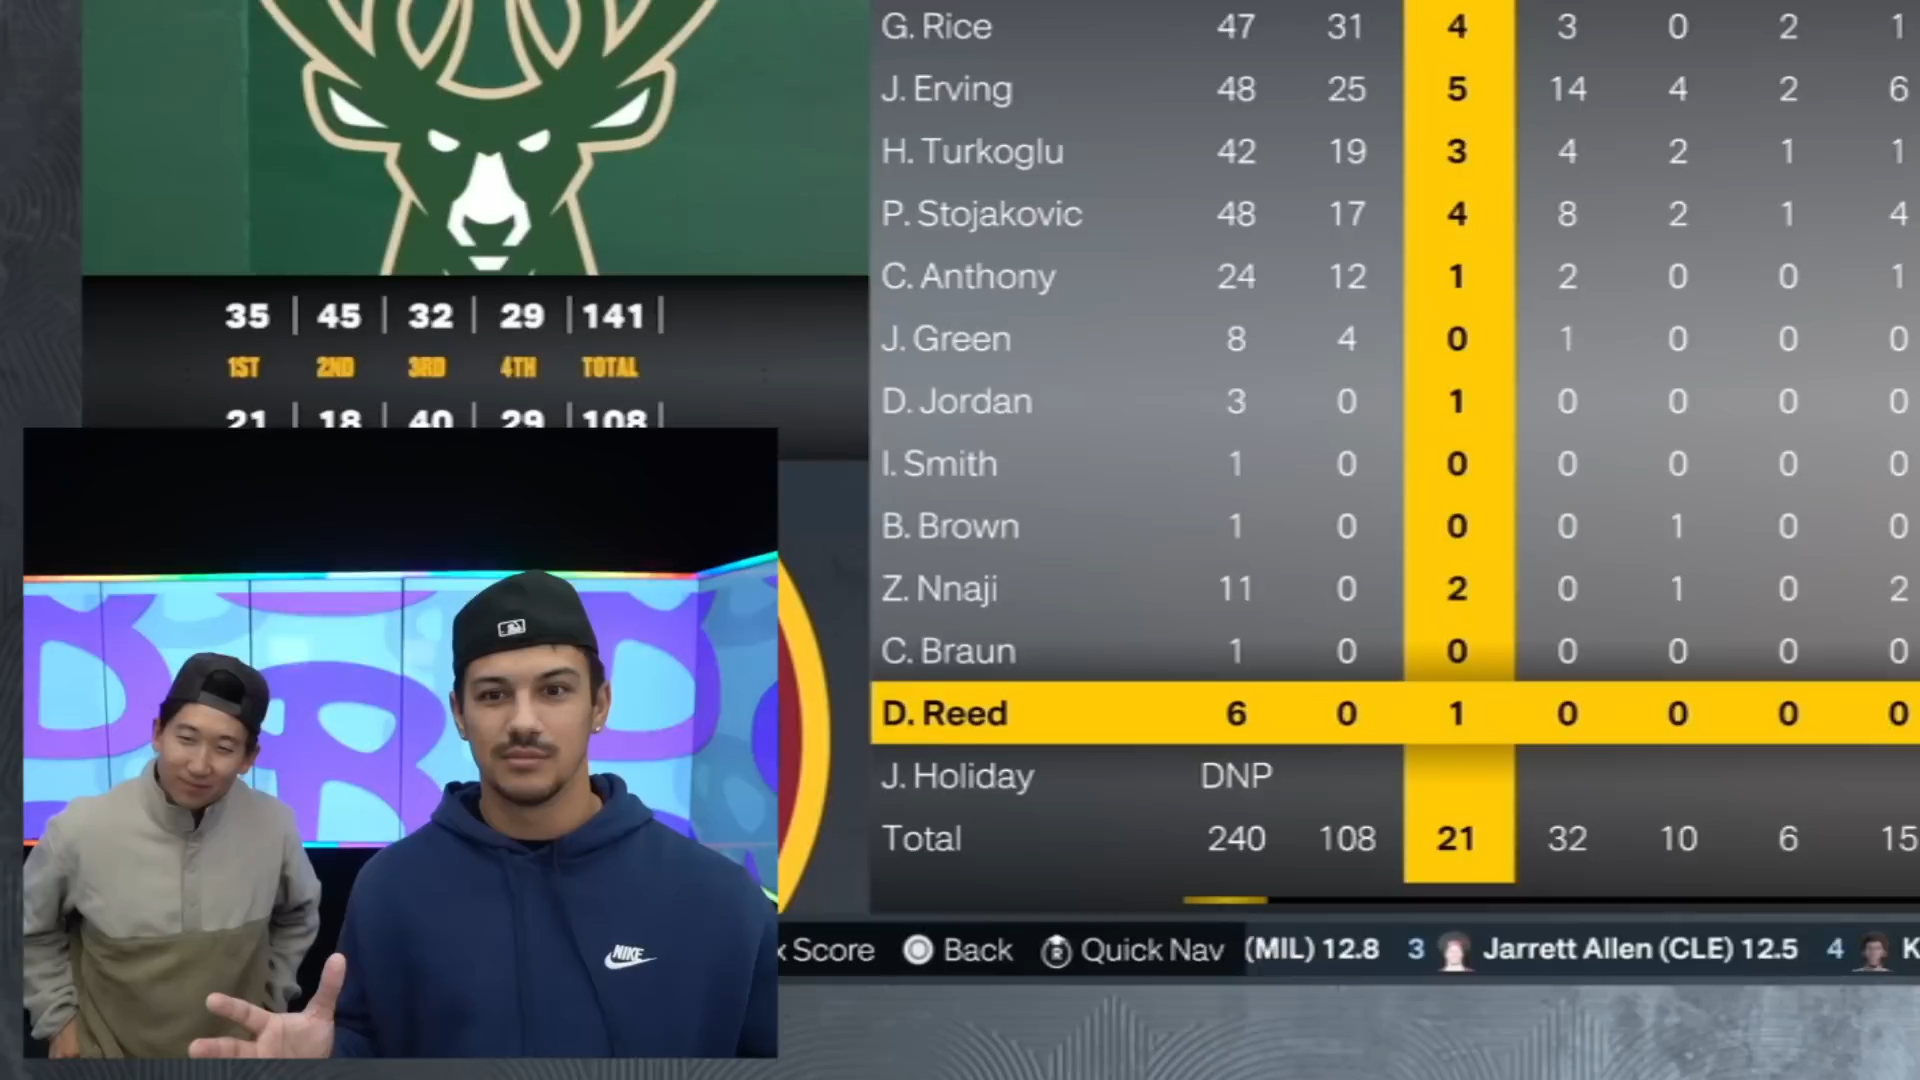 35 | 45 | 32 | 29 | 141 |
1ST 2ND 3RD 4TH TOTAL
21 | 18 | 40 | 29 | 108 |
G. Rice 47 31 4 3 0 2 1
J. Erving 48 25 5 14 4 2 6
H. Turkoglu 42 19 3 4 2 1 1
P. Stojakovic 48 17 4 8 2 1 4
C. Anthony 24 12 1 2 0 0 1
J. Green 8 4 0 1 0 0 0
D. Jordan 3 0 1 0 0 0 0
I. Smith 1 0 0 0 0 0 0
B. Brown 1 0 0 0 1 0 0
Z. Nnaji 11 0 2 0 1 0 2
C. Braun 1 0 0 0 0 0 0
D. Reed 6 0 1 0 0 0 0
J. Holiday DNP
Total 240 108 21 32 10 6 15
NIKE
Score Back R Quick Nav (MIL) 12.8 3 Jarrett Allen (CLE) 12.5 4 K